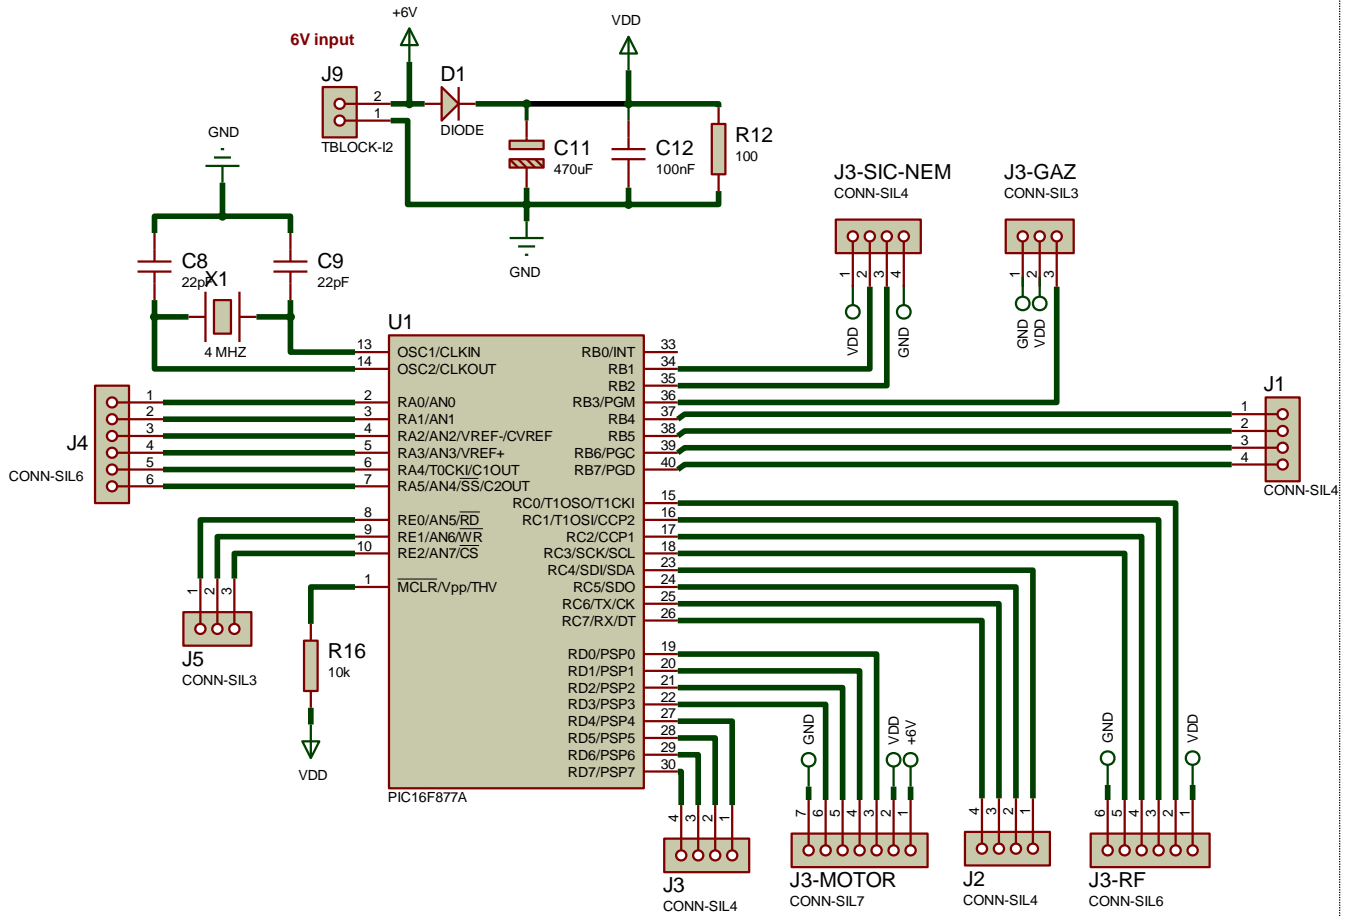 +6V
VDD
6V input
J9
2
1
TBLOCK-I2
D1
DIODE
C11
470uF
C12
100nF
R12
100
GND
GND
C8
22pF
X1
4 MHZ
C9
22pF
J3-SIC-NEM
CONN-SIL4
1
2
3
4
VDD
GND
J3-GAZ
CONN-SIL3
1
2
3
GND
VDD
U1
13 OSC1/CLKIN
14 OSC2/CLKOUT
2 RA0/AN0
3 RA1/AN1
4 RA2/AN2/VREF-/CVREF
5 RA3/AN3/VREF+
6 RA4/T0CKI/C1OUT
7 RA5/AN4/SS/C2OUT
8 RE0/AN5/RD
9 RE1/AN6/WR
10 RE2/AN7/CS
1 MCLR/Vpp/THV
RB0/INT 33
RB1 34
RB2 35
RB3/PGM 36
RB4 37
RB5 38
RB6/PGC 39
RB7/PGD 40
RC0/T1OSO/T1CKI 15
RC1/T1OSI/CCP2 16
RC2/CCP1 17
RC3/SCK/SCL 18
RC4/SDI/SDA 23
RC5/SDO 24
RC6/TX/CK 25
RC7/RX/DT 26
RD0/PSP0 19
RD1/PSP1 20
RD2/PSP2 21
RD3/PSP3 22
RD4/PSP4 27
RD5/PSP5 28
RD6/PSP6 29
RD7/PSP7 30
PIC16F877A
J4
CONN-SIL6
1
2
3
4
5
6
J5
CONN-SIL3
1
2
3
R16
10k
VDD
J1
1
2
3
4
CONN-SIL4
4
3
2
1
J3
CONN-SIL4
GND
VDD
+6V
7
6
5
4
3
2
1
J3-MOTOR
CONN-SIL7
4
3
2
1
J2
CONN-SIL4
GND
VDD
6
5
4
3
2
1
J3-RF
CONN-SIL6